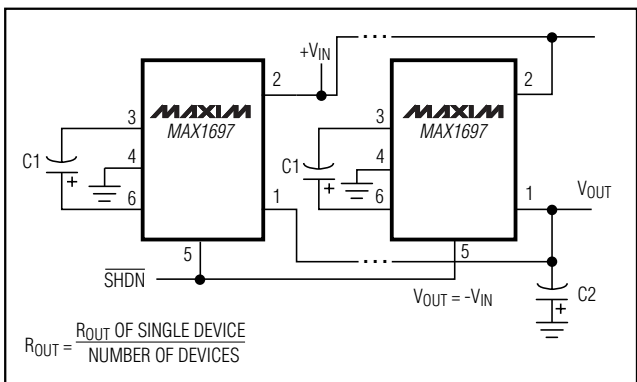 +VIN
2
MAXIM
MAX1697
3
4
6
1
5
C1
+
2
MAXIM
MAX1697
3
4
6
1
5
C1
+
VOUT
SHDN
VOUT = -VIN
C2
+
ROUT = ROUT OF SINGLE DEVICE
NUMBER OF DEVICES